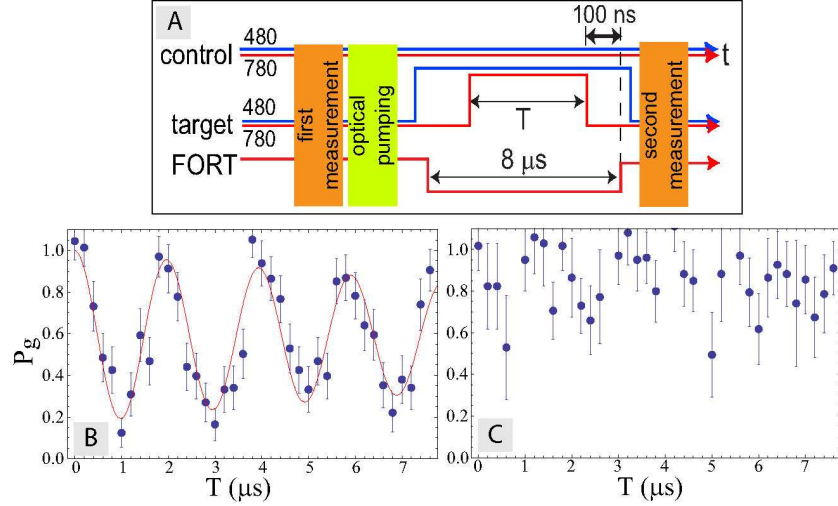 A
100 ns
control
480
780
t
first
measurement
optical
pumping
second
measurement
target
480
780
T
FORT
8 μs
1.0
0.8
0.6
0.4
0.2
0.0
Pg
B
0
1
2
3
4
5
6
7
T (μs)
1.0
0.8
0.6
0.4
0.2
0.0
C
0
1
2
3
4
5
6
7
T (μs)